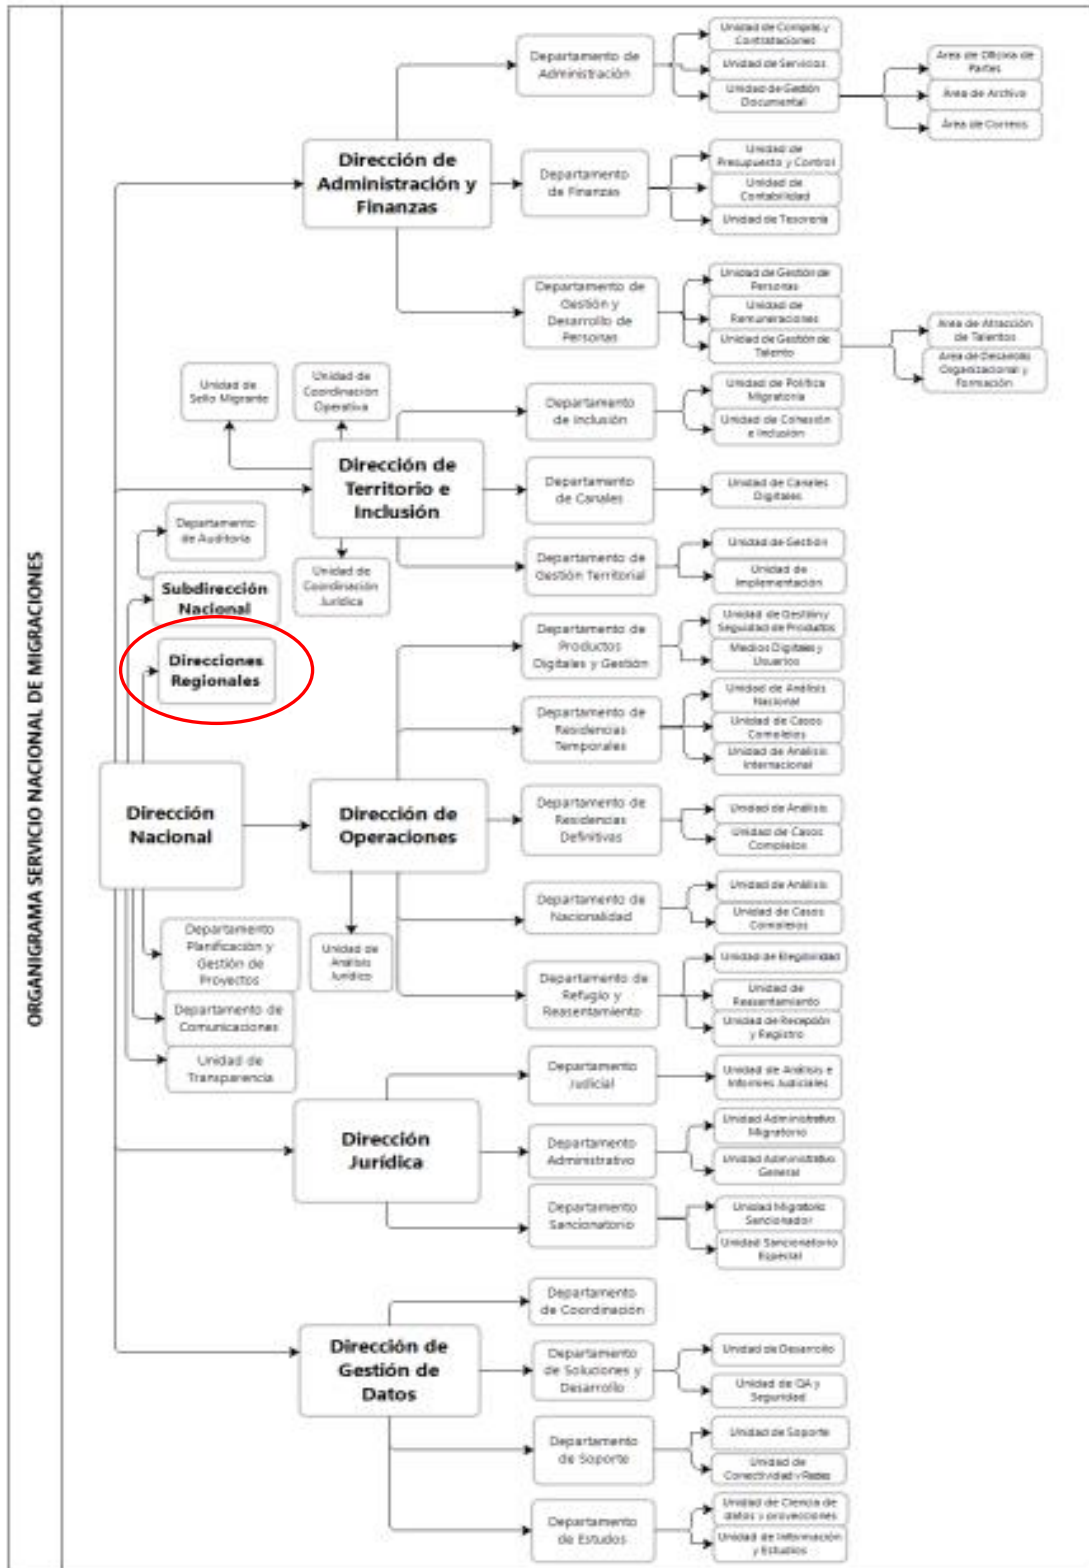 ORGANIGRAMA SERVICIO NACIONAL DE MIGRACIONES
Dirección
Nacional
Dirección de
Administración y
Finanzas
Departamento de
Administración
Unidad de Compras y
Contrataciones
Unidad de Servicios
Unidad de Gestión
Documental
Area de Oficina de
Partes
Área de Archivo
Área de Correos
Departamento
de Finanzas
Unidad de
Presupuesto y Control
Unidad de
Contabilidad
Unidad de Tesorería
Departamento de
Gestión y
Desarrollo de
Personas
Unidad de Gestión de
Personas
Unidad de
Remuneraciones
Unidad de Gestión de
Talento
Area de Atracción
de Talentos
Area de Desarrollo
Organizacional y
Formación
Unidad de
Sello Migrante
Unidad de
Coordinación
Operativa
Dirección de
Territorio e
Inclusión
Unidad de
Coordinación
Jurídica
Departamento
de Inclusión
Unidad de Política
Migratoria
Unidad de Cohesión
e Inclusión
Departamento
de Canales
Unidad de Canales
Digitales
Departamento de
Gestión Territorial
Unidad de Gestión
Unidad de
Implementación
Departamento
de Auditoría
Subdirección
Nacional
Direcciones
Regionales
Dirección de
Operaciones
Unidad de
Análisis
Jurídico
Departamento de
Productos
Digitales y Gestión
Unidad de Gestión y
Seguidad de Productos
Medios Digitales y
Usuarios
Departamento de
Residencias
Temporales
Unidad de Análisis
Nacional
Unidad de Casos
Complejos
Unidad de Analisis
Internacional
Departamento de
Residencias
Definitivas
Unidad de Análisis
Unidad de Casos
Complejos
Departamento de
Nacionalidad
Unidad de Análisis
Unidad de Casos
Complejos
Departamento de
Refugio y
Reasentamiento
Unidad de Elegibilidad
Unidad de
Reasentamiento
Unidad de Recepción
y Registro
Departamento
Planificación y
Gestión de
Proyectos
Departamento de
Comunicaciones
Unidad de
Transparencia
Dirección
Jurídica
Departamento
Judicial
Unidad de Análisis e
Informes Judiciales
Departamento
Administrativo
Unidad Administrativo
Migratorio
Unidad Administrativo
General
Departamento
Sancionatorio
Unidad Migratorio
Sancionador
Unidad Sancionatorio
Especial
Dirección de
Gestión de
Datos
Departamento
de Coordinación
Departamento
de Soluciones y
Desarrollo
Unidad de Desarrollo
Unidad de QA y
Seguridad
Departamento
de Soporte
Unidad de Soporte
Unidad de
Conectividad y Redes
Departamento
de Estudos
Unidad de Ciencia de
datos y proyecciones
Unidad de Información
y Estudios